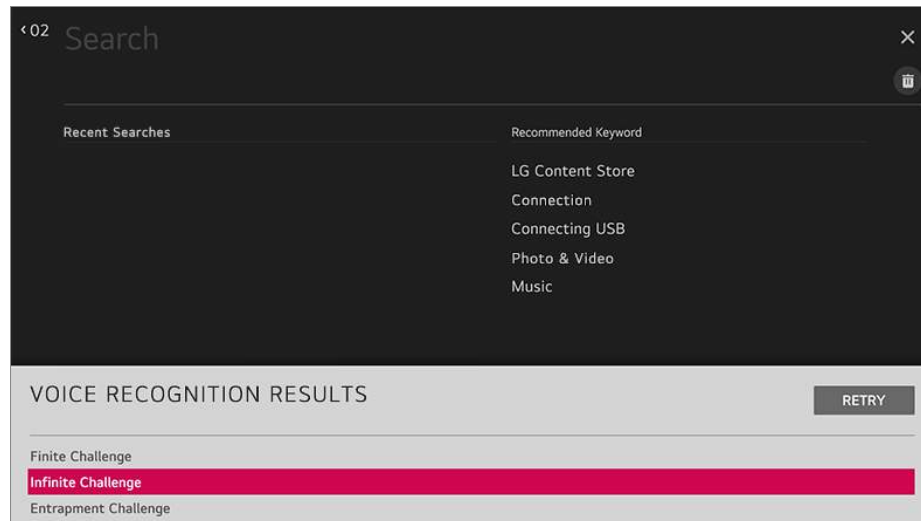 ‹02
Search
Recent Searches
Recommended Keyword
LG Content Store
Connection
Connecting USB
Photo & Video
Music
VOICE RECOGNITION RESULTS
RETRY
Finite Challenge
Infinite Challenge
Entrapment Challenge